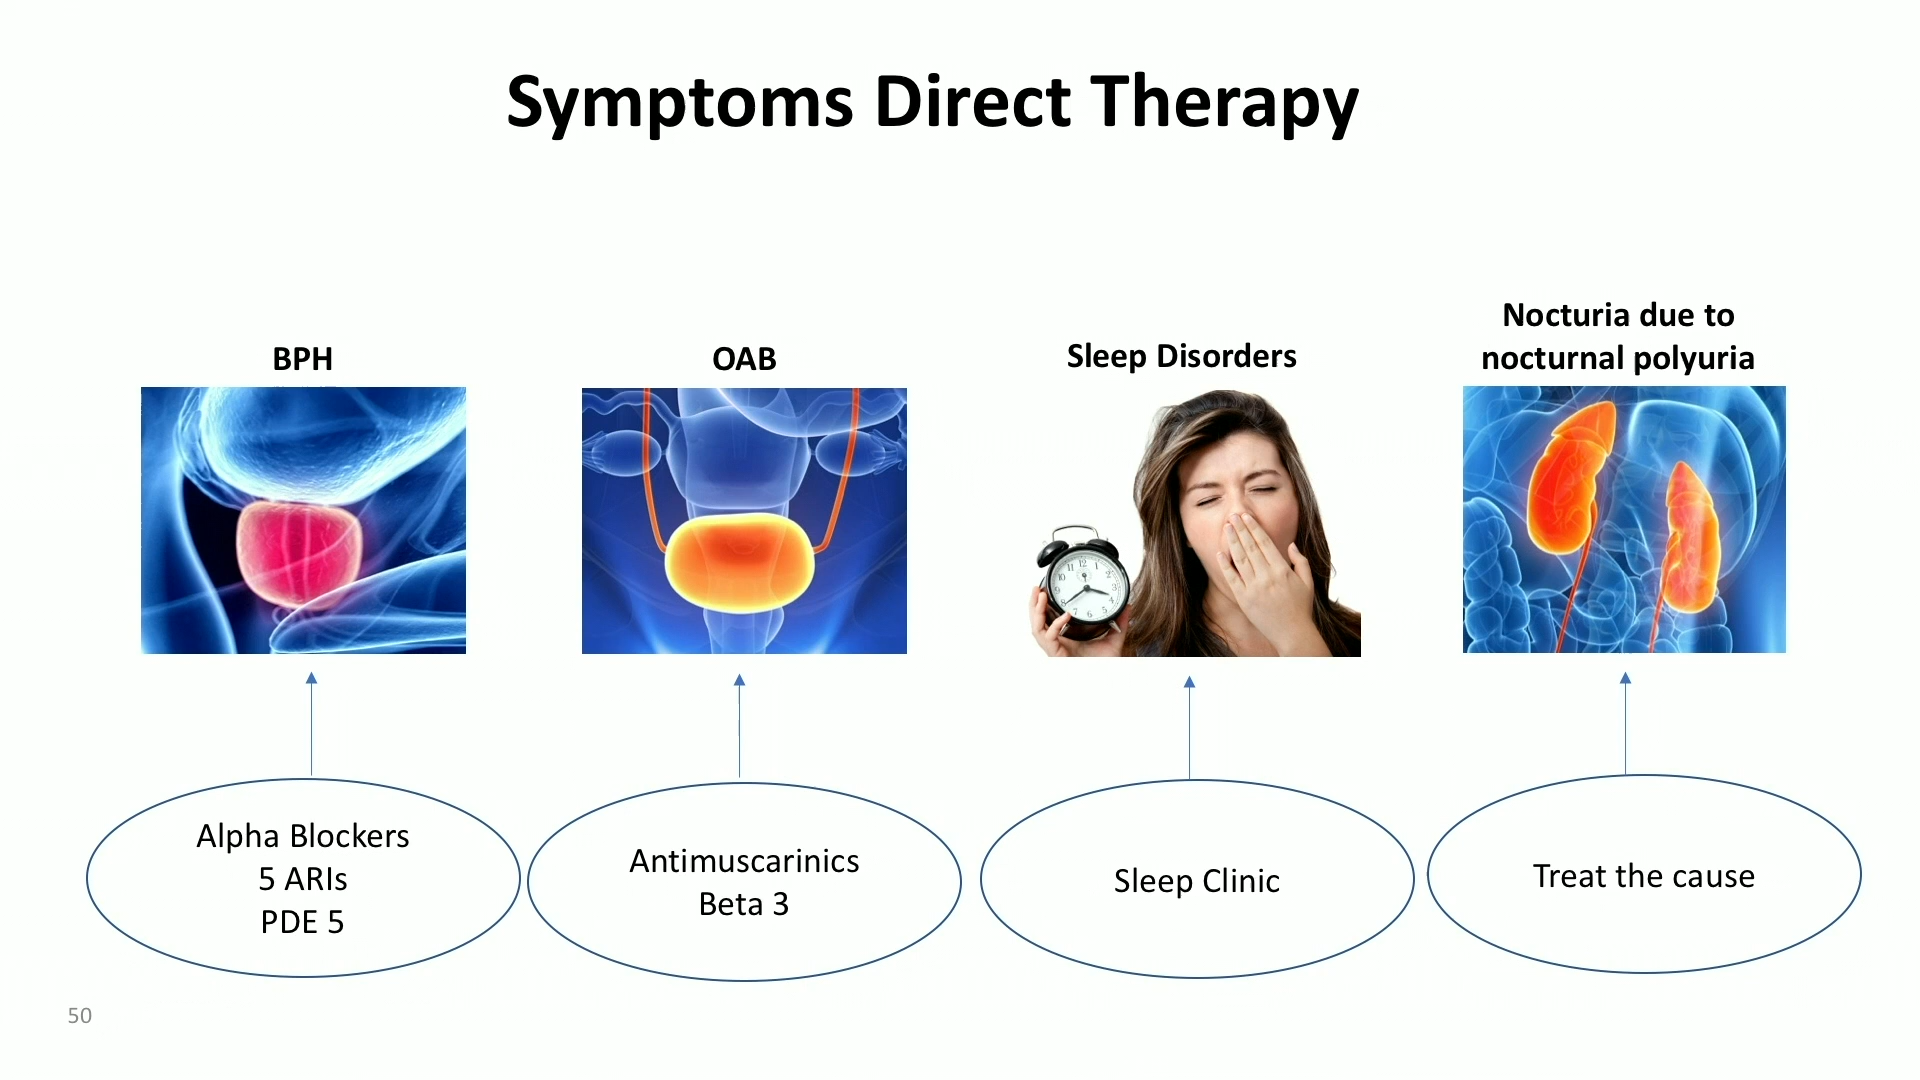 Symptoms Direct Therapy
BPH
OAB
Sleep Disorders
Nocturia due to
nocturnal polyuria
Alpha Blockers
5 ARIs
PDE 5
Antimuscarinics
Beta 3
Sleep Clinic
Treat the cause
50